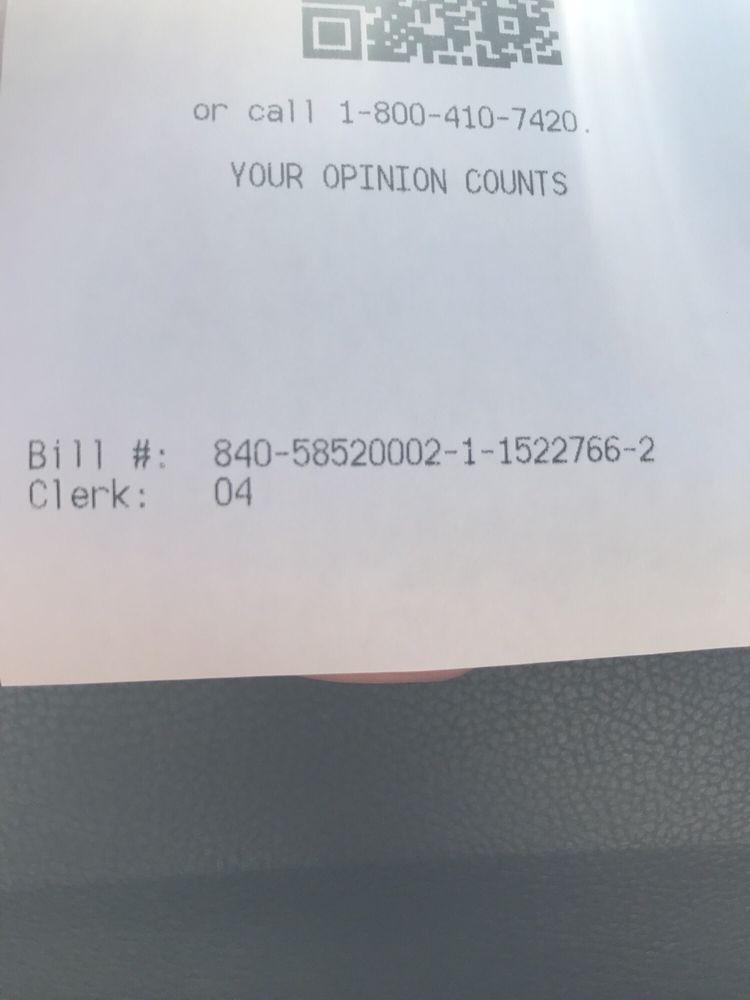 or call 1-800-410-7420.
YOUR OPINION COUNTS
Bill #: 840-58520002-1-1522766-2
Clerk: 04